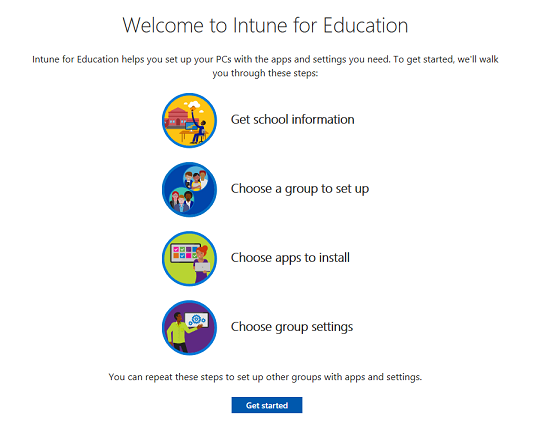 Welcome to Intune for Education
Intune for Education helps you set up your PCs with the apps and settings you need. To get started, we'll walk
you through these steps:
Get school information
Choose a group to set up
Choose apps to install
Choose group settings
You can repeat these steps to set up other groups with apps and settings.
Get started